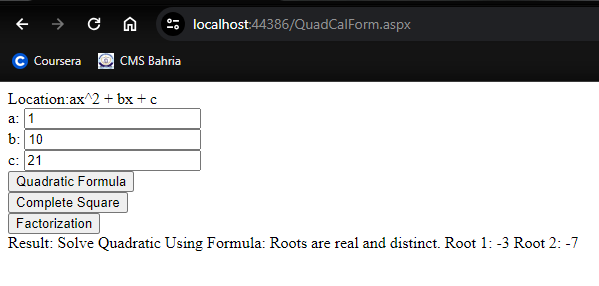 localhost:44386/QuadCalForm.aspx
Coursera CMS Bahria
Location:ax^2 + bx + c
a: 1
b: 10
c: 21
Quadratic Formula
Complete Square
Factorization
Result: Solve Quadratic Using Formula: Roots are real and distinct. Root 1: -3 Root 2: -7